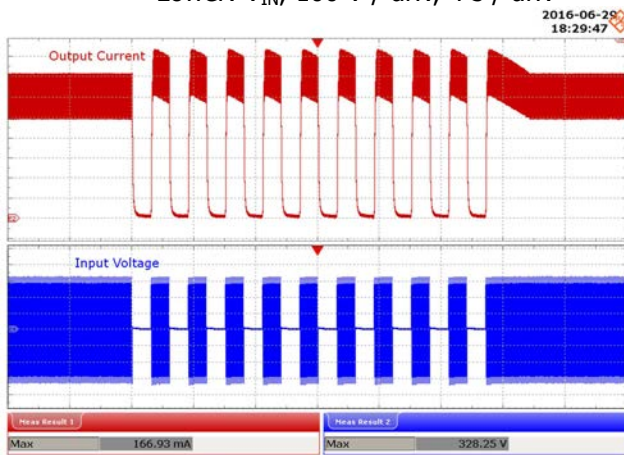 2016-06-29
18:29:47
Output Current
Input Voltage
Meas Result 1
Meas Result 2
Max 166.93 mA
Max 328.25 V